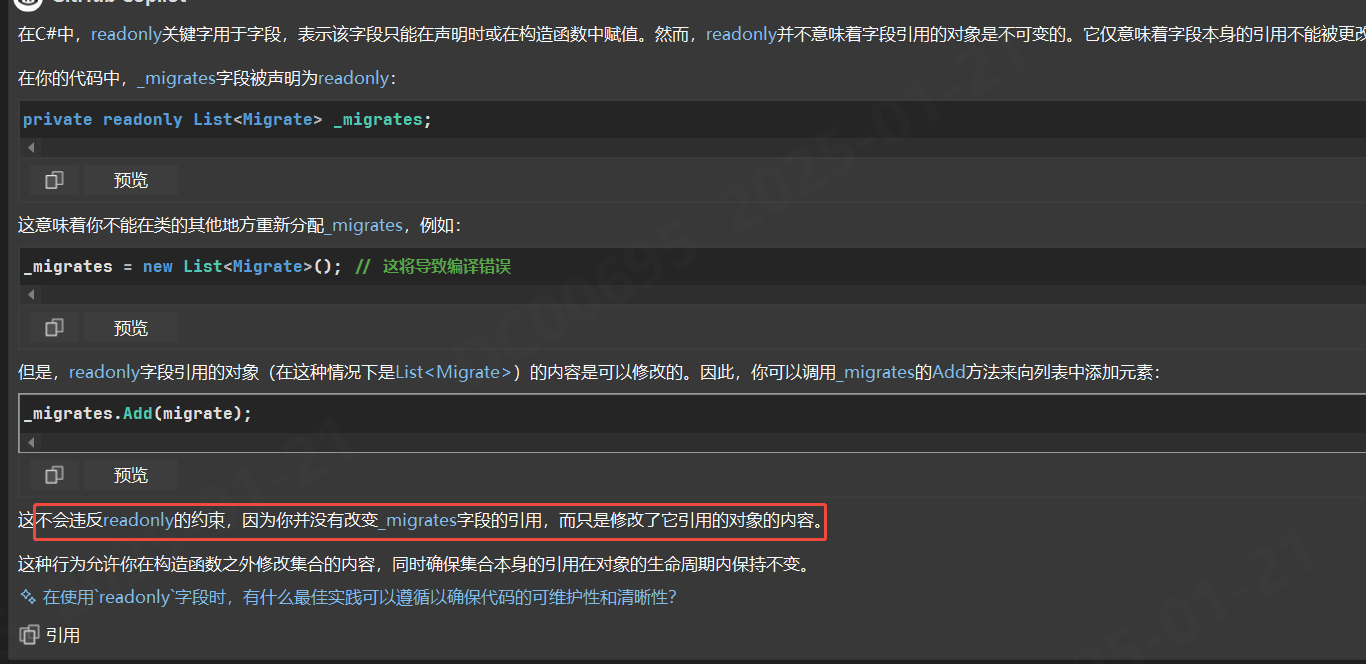 GitHub Copilot
在C#中，readonly关键字用于字段，表示该字段只能在声明时或在构造函数中赋值。然而，readonly并不意味着字段引用的对象是不可变的。它仅意味着字段本身的引用不能被更改
在你的代码中，_migrates字段被声明为readonly：
private readonly List<Migrate> _migrates;
预览
这意味着你不能在类的其他地方重新分配_migrates，例如：
_migrates = new List<Migrate>(); // 这将导致编译错误
预览
但是，readonly字段引用的对象（在这种情况下是List<Migrate>）的内容是可以修改的。因此，你可以调用_migrates的Add方法来向列表中添加元素：
_migrates.Add(migrate);
预览
这不会违反readonly的约束，因为你并没有改变_migrates字段的引用，而只是修改了它引用的对象的内容。
这种行为允许你在构造函数之外修改集合的内容，同时确保集合本身的引用在对象的生命周期内保持不变。
在使用`readonly`字段时，有什么最佳实践可以遵循以确保代码的可维护性和清晰性?
引用
DC00695 2025-01-21